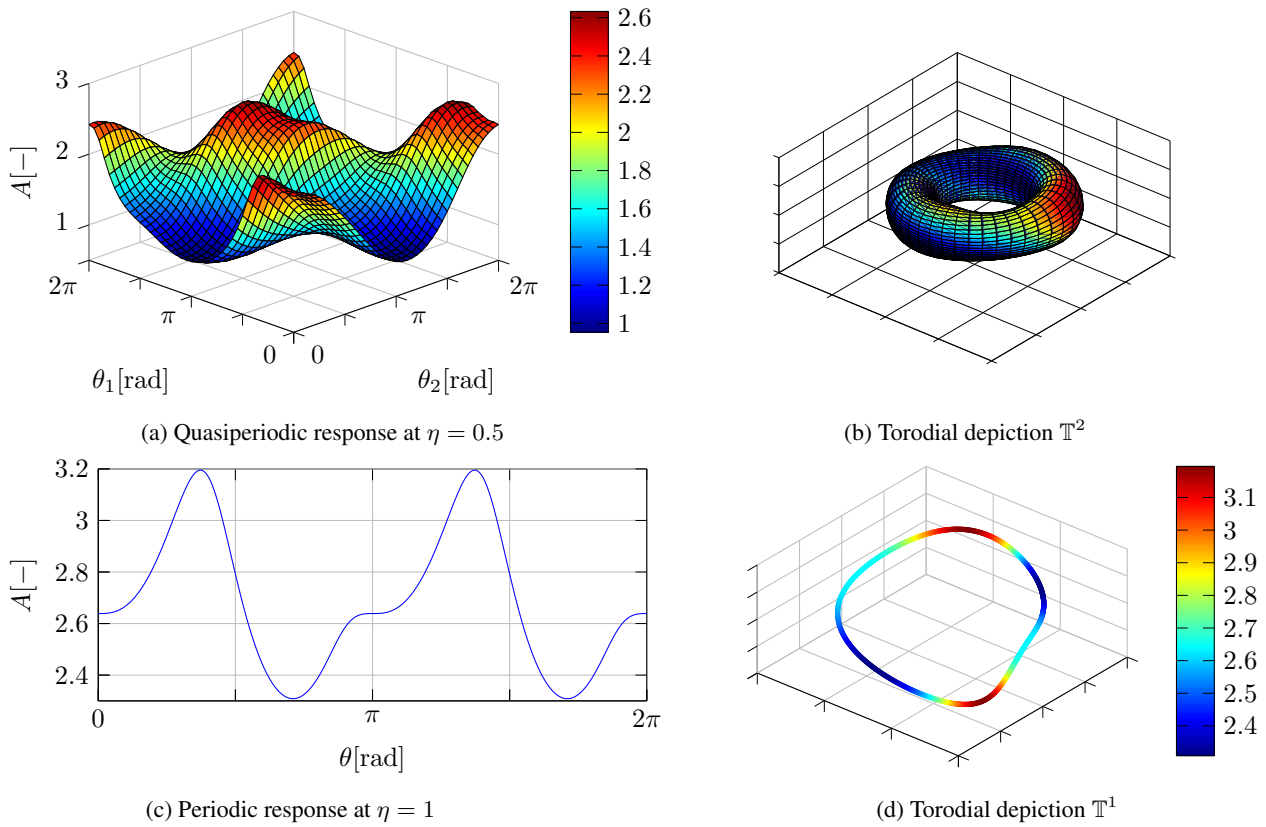 3
2
1
A[−]
2π
π
0
0
π
2π
θ₁[rad]
θ₂[rad]
2.6
2.4
2.2
2
1.8
1.6
1.4
1.2
1
(a) Quasiperiodic response at η = 0.5
(b) Torodial depiction 𝕋²
3.2
3
2.8
2.6
2.4
A[−]
0
π
2π
θ[rad]
(c) Periodic response at η = 1
3.1
3
2.9
2.8
2.7
2.6
2.5
2.4
(d) Torodial depiction 𝕋¹